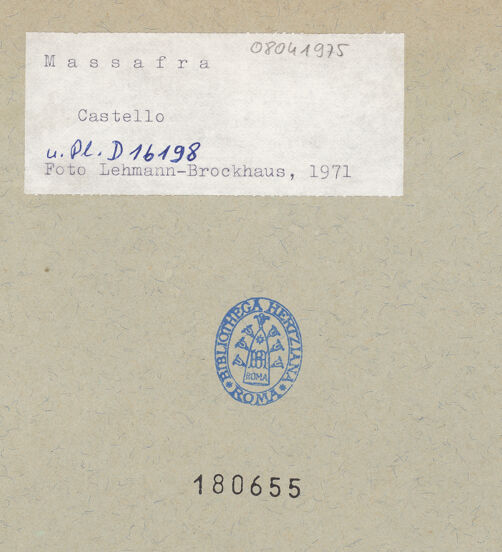 08041975
Massafra
Castello
u. Pl. D 16198
Foto Lehmann-Brockhaus, 1971
BIBLIOTHECA HERTZIANA
ROMA
ROMA
180655